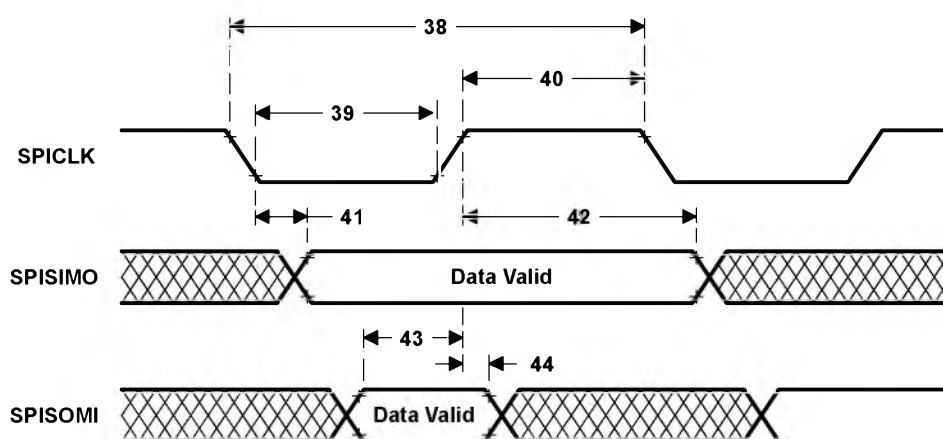 38
40
39
SPICLK
41
42
SPISIMO
Data Valid
43
44
SPISOMI
Data Valid